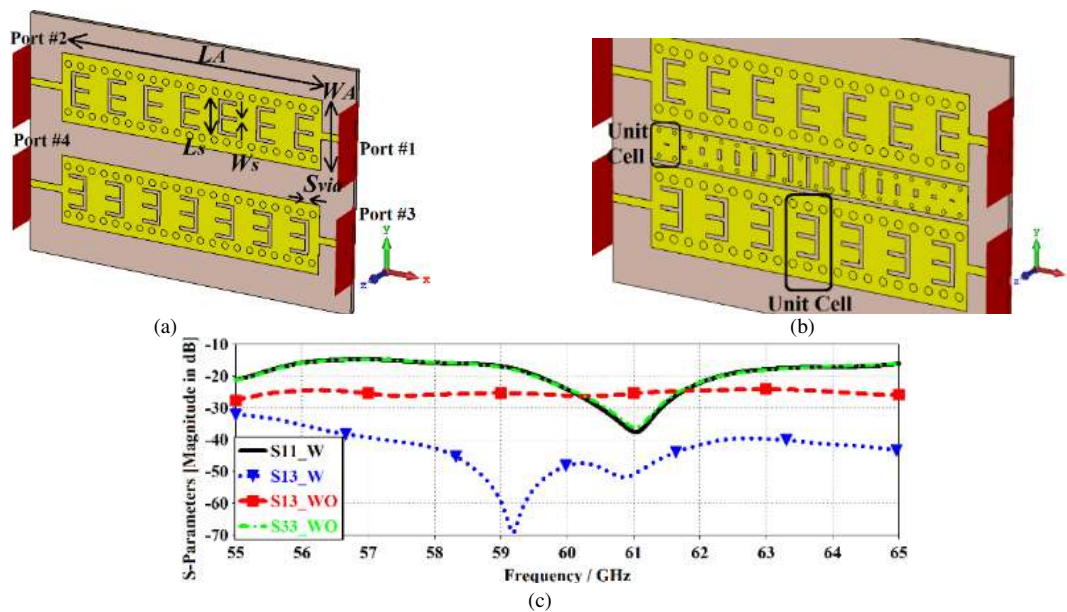 Port #2
LA
WA
Port #4
Ls
Ws
Port #1
Svia
Port #3
y
z
x
(a)
Unit
Cell
Unit Cell
y
z
x
(b)
S-Parameters [Magnitude in dB]
-10
-20
-30
-40
-50
-60
-70
S11_W
S13_W
S13_WO
S33_WO
55
56
57
58
59
60
61
62
63
64
65
Frequency / GHz
(c)